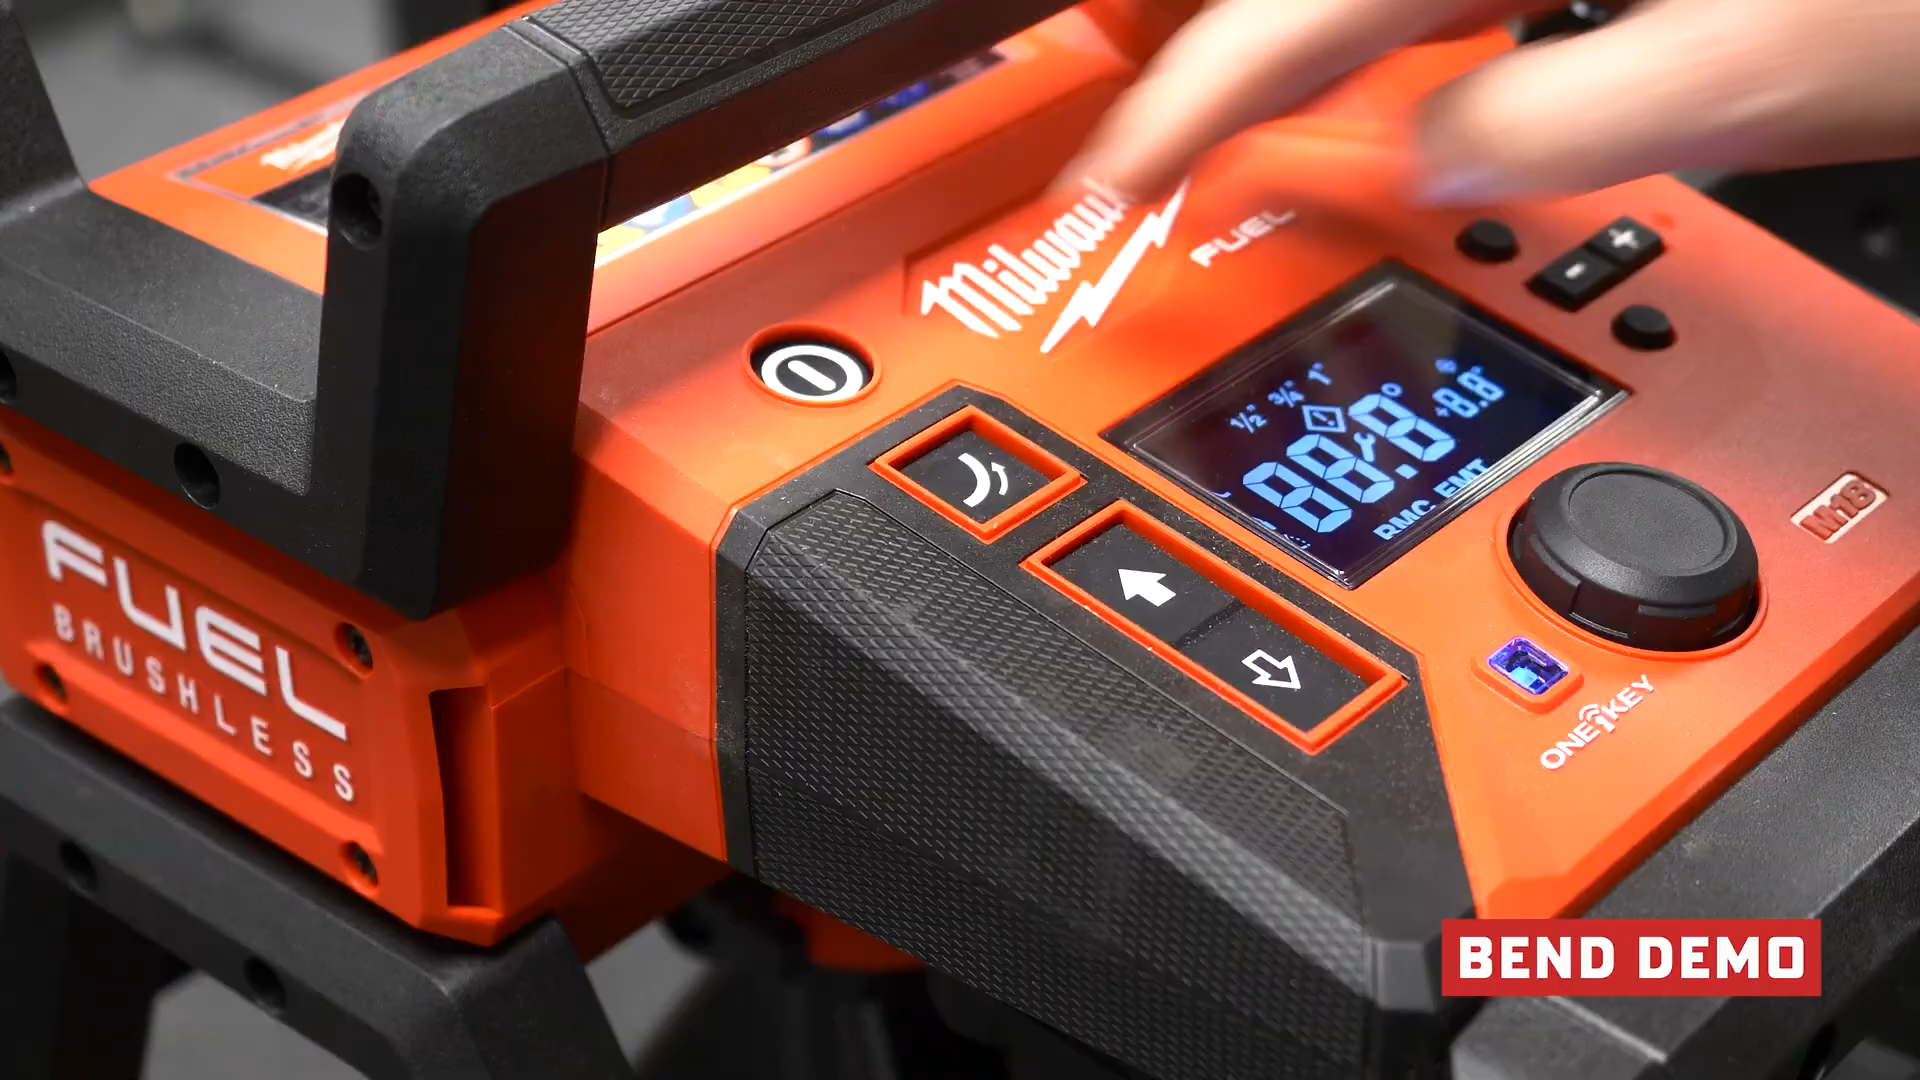 Milwaukee
FUEL
+
-
1/2" 3/4" 1"
88.8°
+8.8°
RMC EMT
M18
ONE KEY
FUEL
BRUSHLESS
BEND DEMO